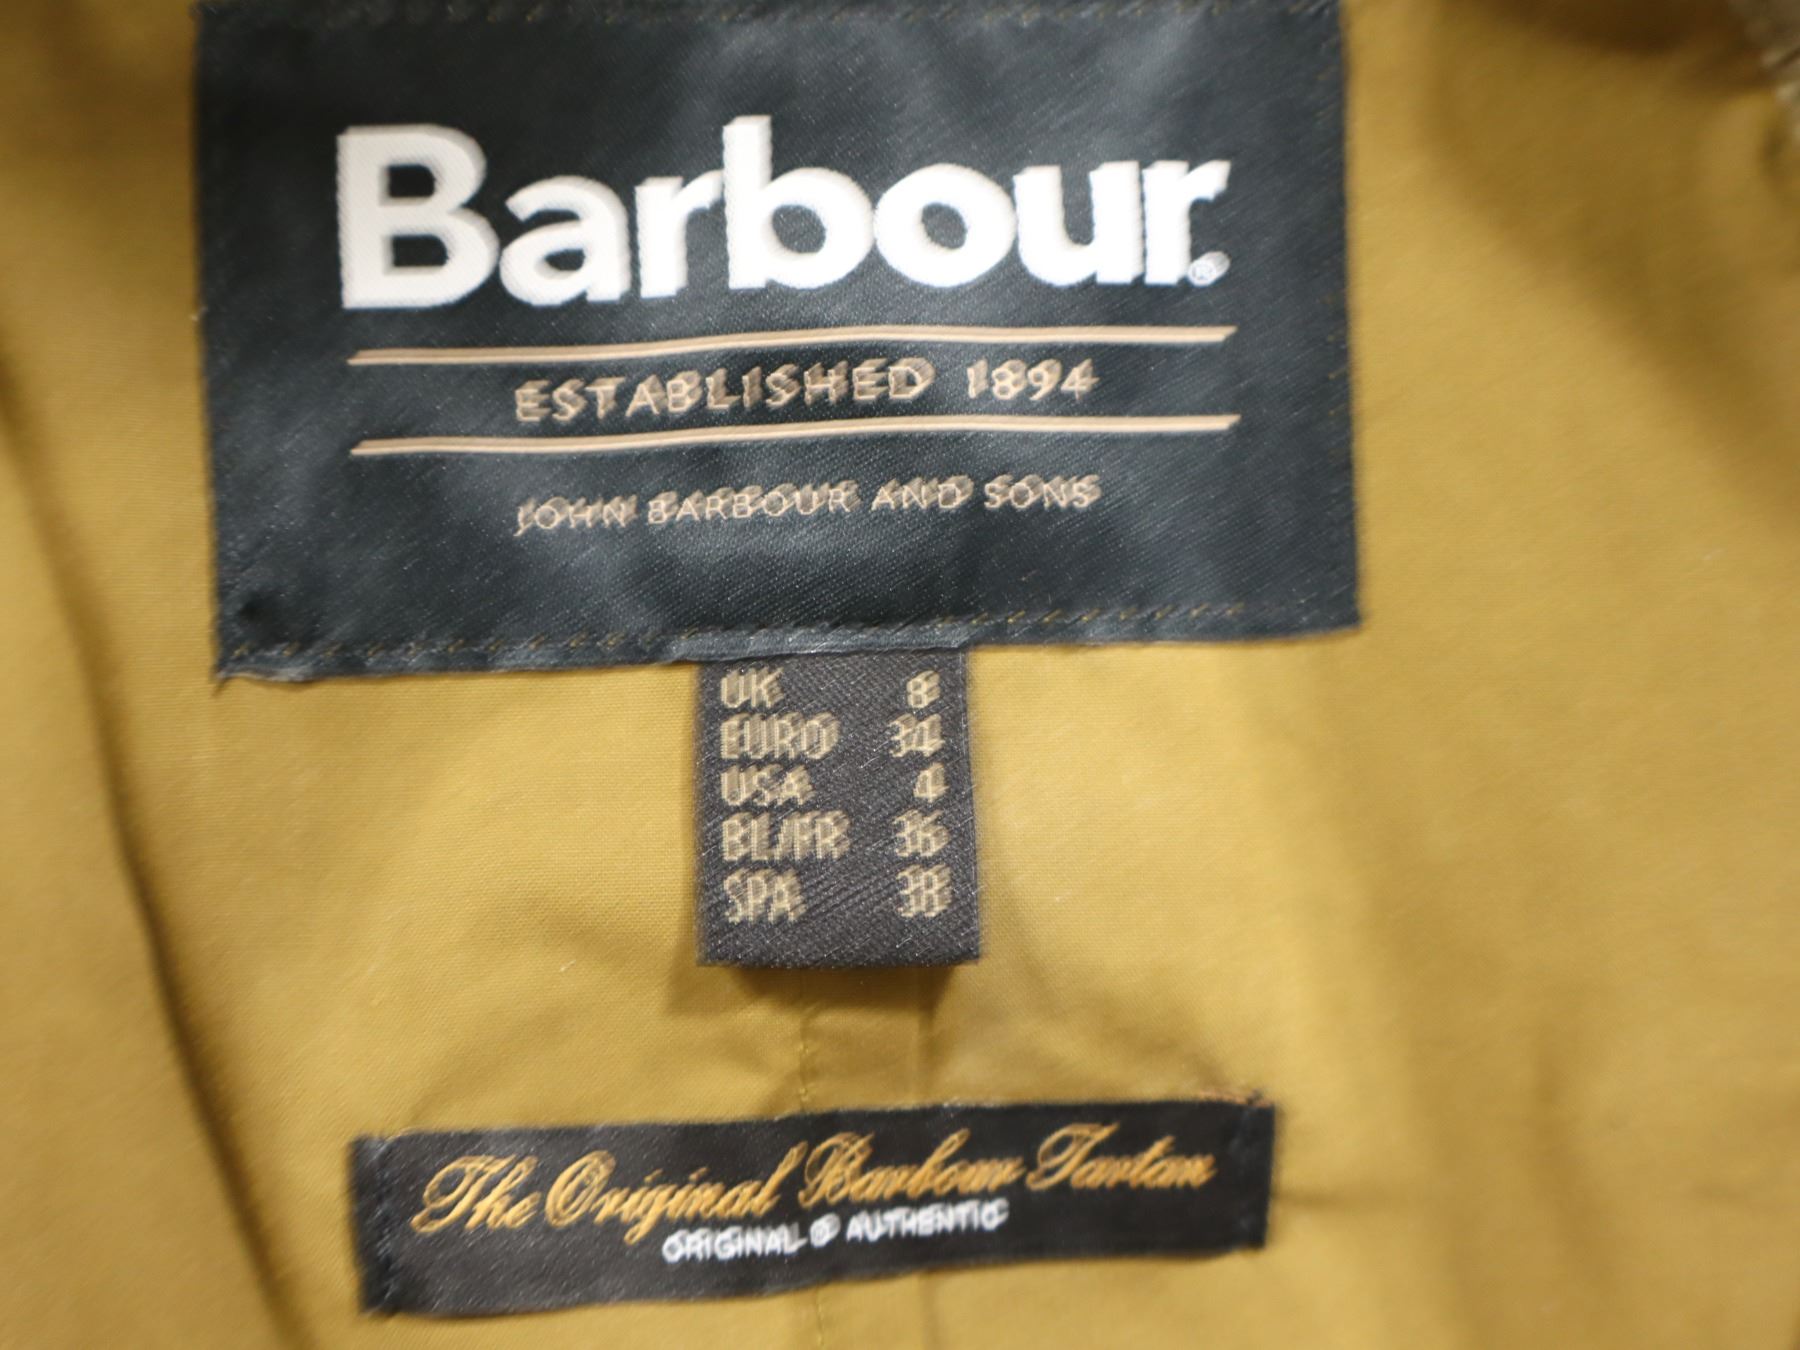 Barbour®
ESTABLISHED 1894
JOHN BARBOUR AND SONS
UK 8
EURO 34
USA 4
BL/FR 36
SPA 38
The Original Barbour Tartan
ORIGINAL & AUTHENTIC